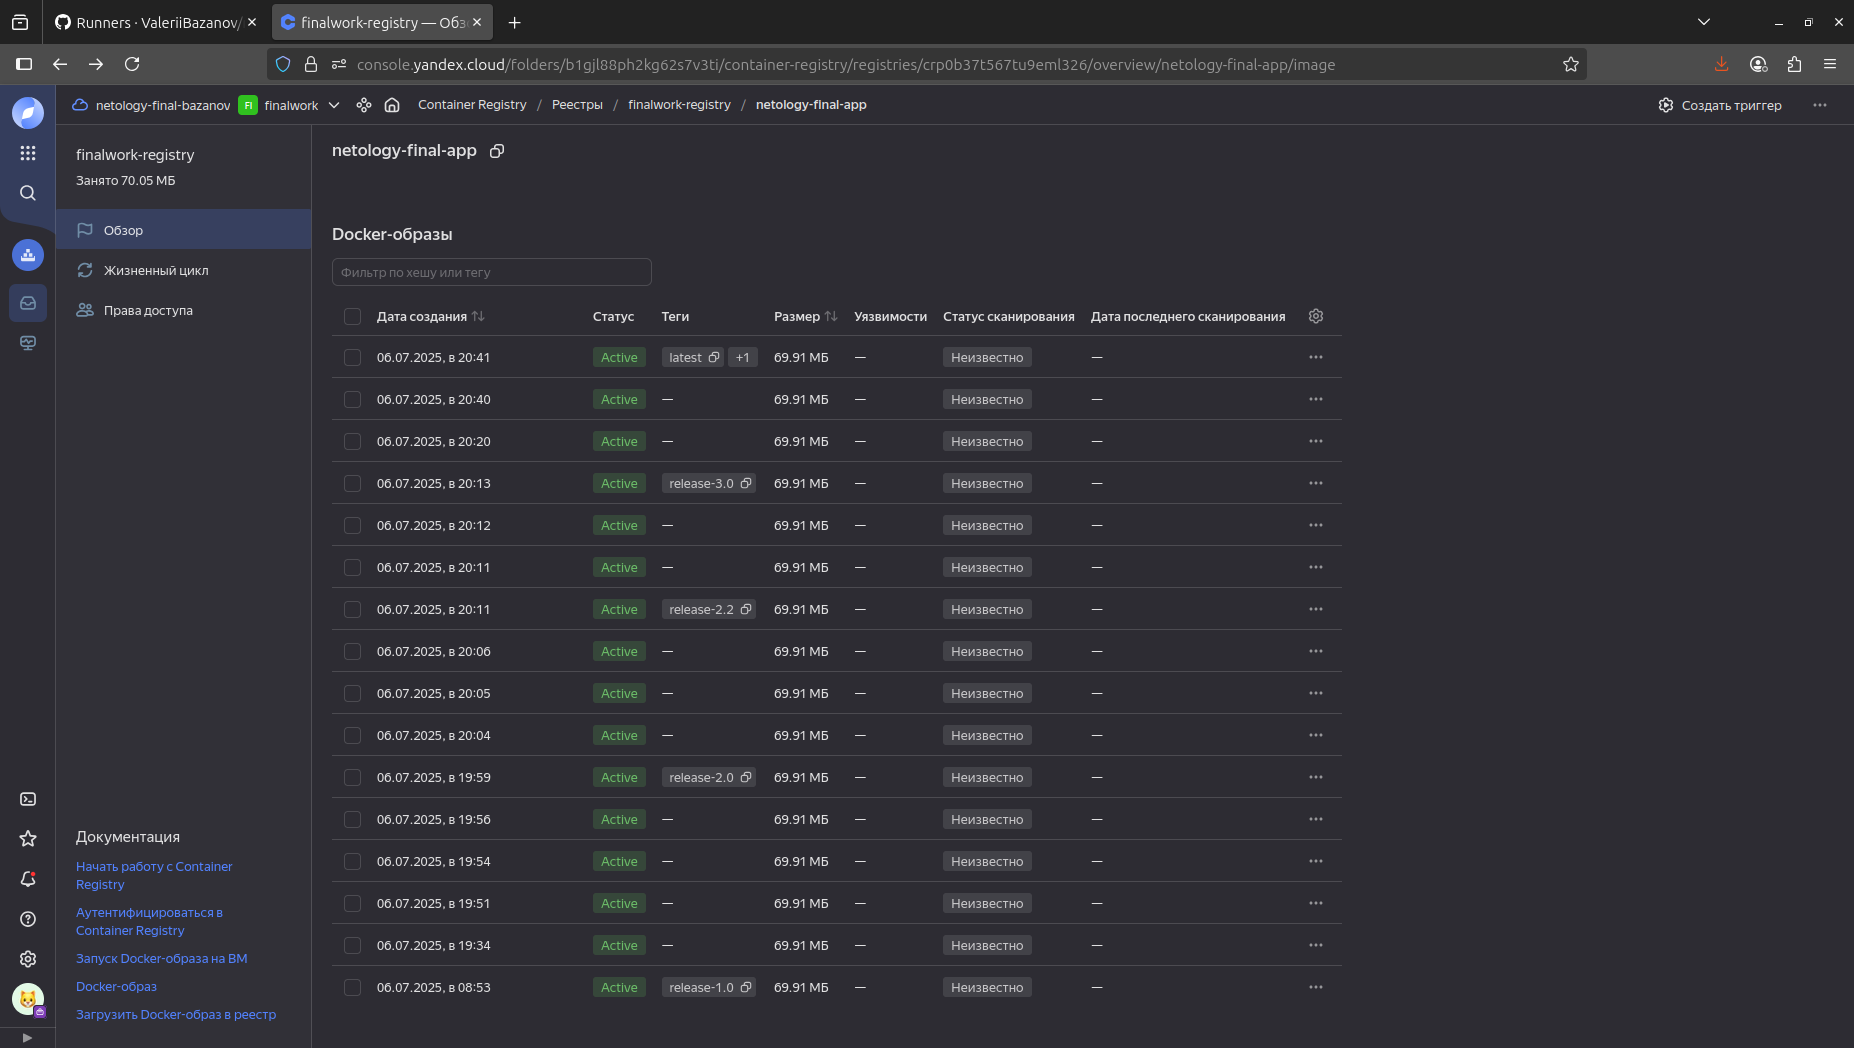 Runners · ValeriiBazanov/
finalwork-registry — Обз
console.yandex.cloud/folders/b1gjl88ph2kg62s7v3ti/container-registry/registries/crp0b37t567tu9eml326/overview/netology-final-app/image
netology-final-bazanov FI finalwork Container Registry / Реестры / finalwork-registry / netology-final-app Создать триггер
finalwork-registry
Занято 70.05 МБ
Обзор
Жизненный цикл
Права доступа
netology-final-app
Docker-образы
Фильтр по хешу или тегу
Дата создания Статус Теги Размер Уязвимости Статус сканирования Дата последнего сканирования
06.07.2025, в 20:41 Active latest +1 69.91 МБ — Неизвестно —
06.07.2025, в 20:40 Active — 69.91 МБ — Неизвестно —
06.07.2025, в 20:20 Active — 69.91 МБ — Неизвестно —
06.07.2025, в 20:13 Active release-3.0 69.91 МБ — Неизвестно —
06.07.2025, в 20:12 Active — 69.91 МБ — Неизвестно —
06.07.2025, в 20:11 Active — 69.91 МБ — Неизвестно —
06.07.2025, в 20:11 Active release-2.2 69.91 МБ — Неизвестно —
06.07.2025, в 20:06 Active — 69.91 МБ — Неизвестно —
06.07.2025, в 20:05 Active — 69.91 МБ — Неизвестно —
06.07.2025, в 20:04 Active — 69.91 МБ — Неизвестно —
06.07.2025, в 19:59 Active release-2.0 69.91 МБ — Неизвестно —
06.07.2025, в 19:56 Active — 69.91 МБ — Неизвестно —
06.07.2025, в 19:54 Active — 69.91 МБ — Неизвестно —
06.07.2025, в 19:51 Active — 69.91 МБ — Неизвестно —
06.07.2025, в 19:34 Active — 69.91 МБ — Неизвестно —
06.07.2025, в 08:53 Active release-1.0 69.91 МБ — Неизвестно —
Документация
Начать работу с Container
Registry
Аутентифицироваться в
Container Registry
Запуск Docker-образа на ВМ
Docker-образ
Загрузить Docker-образ в реестр